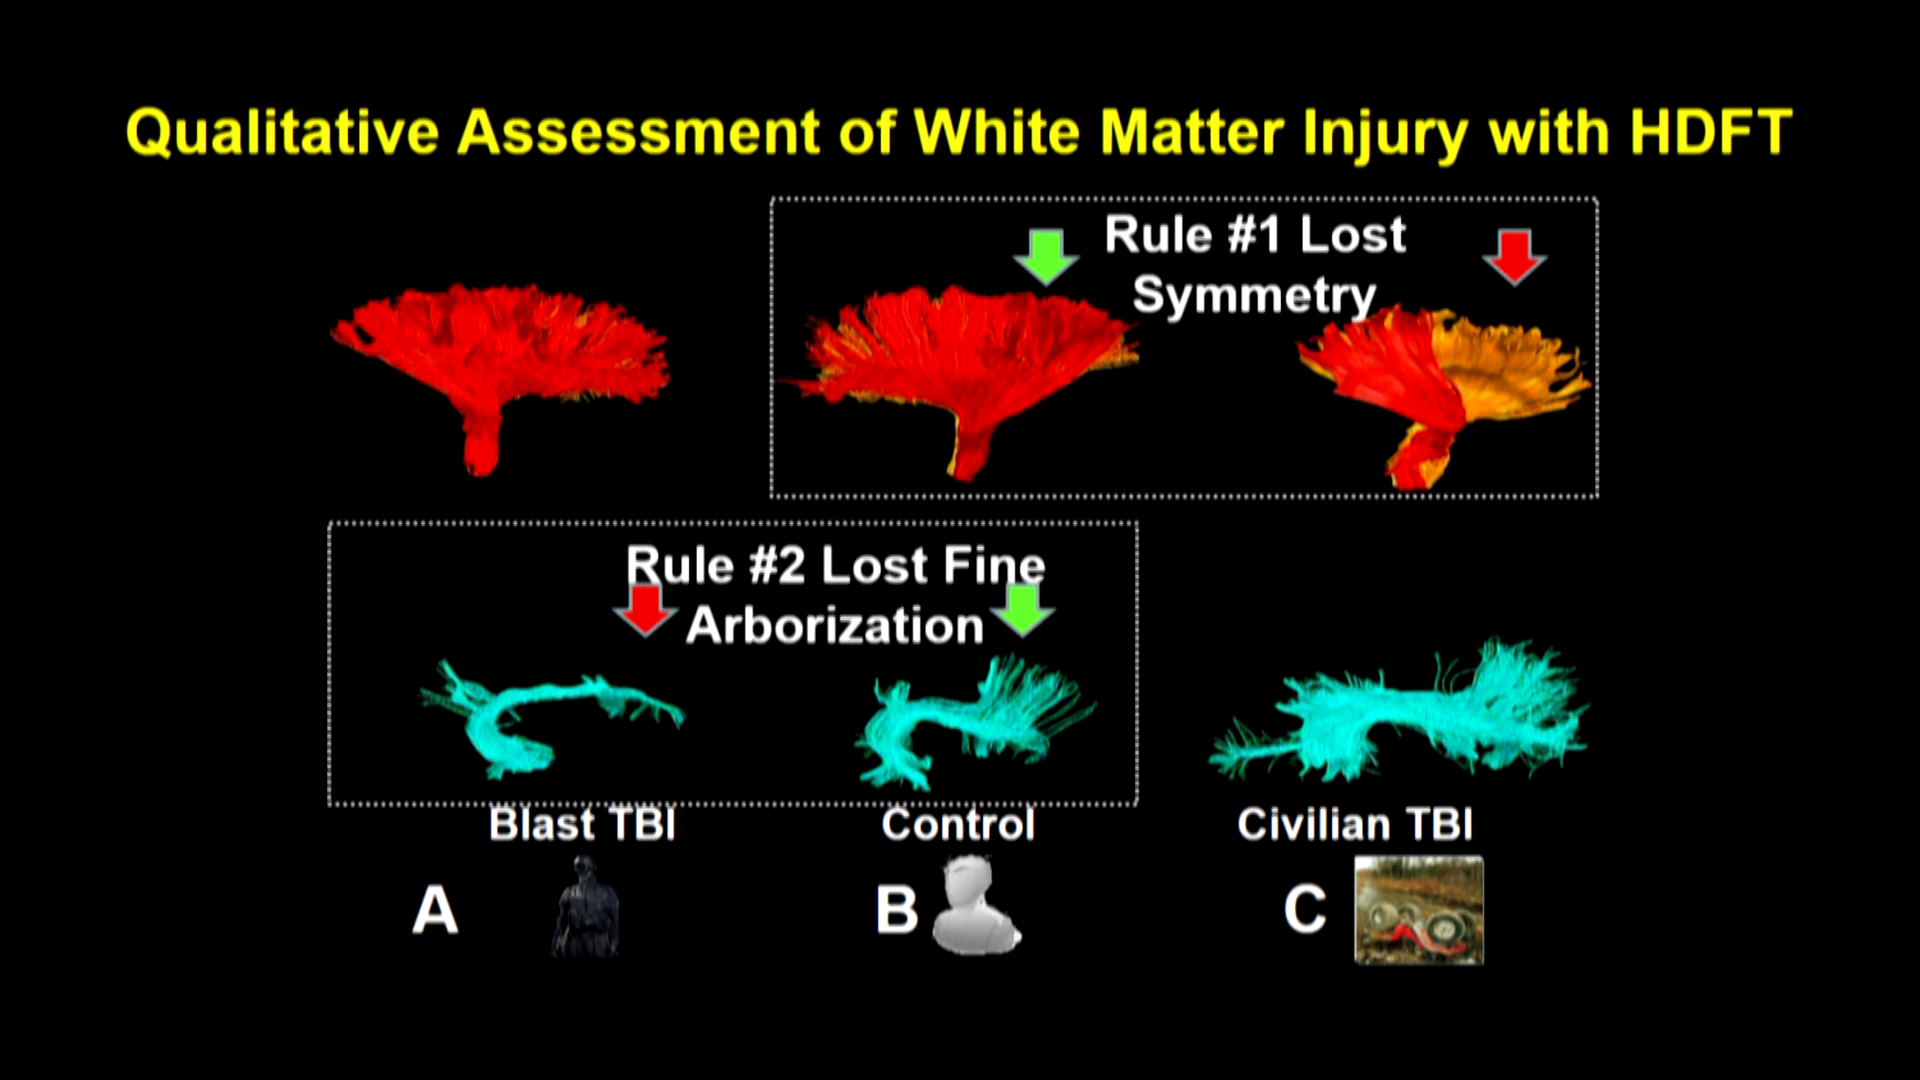 Qualitative Assessment of White Matter Injury with HDFT
Rule #1 Lost
Symmetry
Rule #2 Lost Fine
Arborization
Blast TBI
Control
Civilian TBI
A
B
C